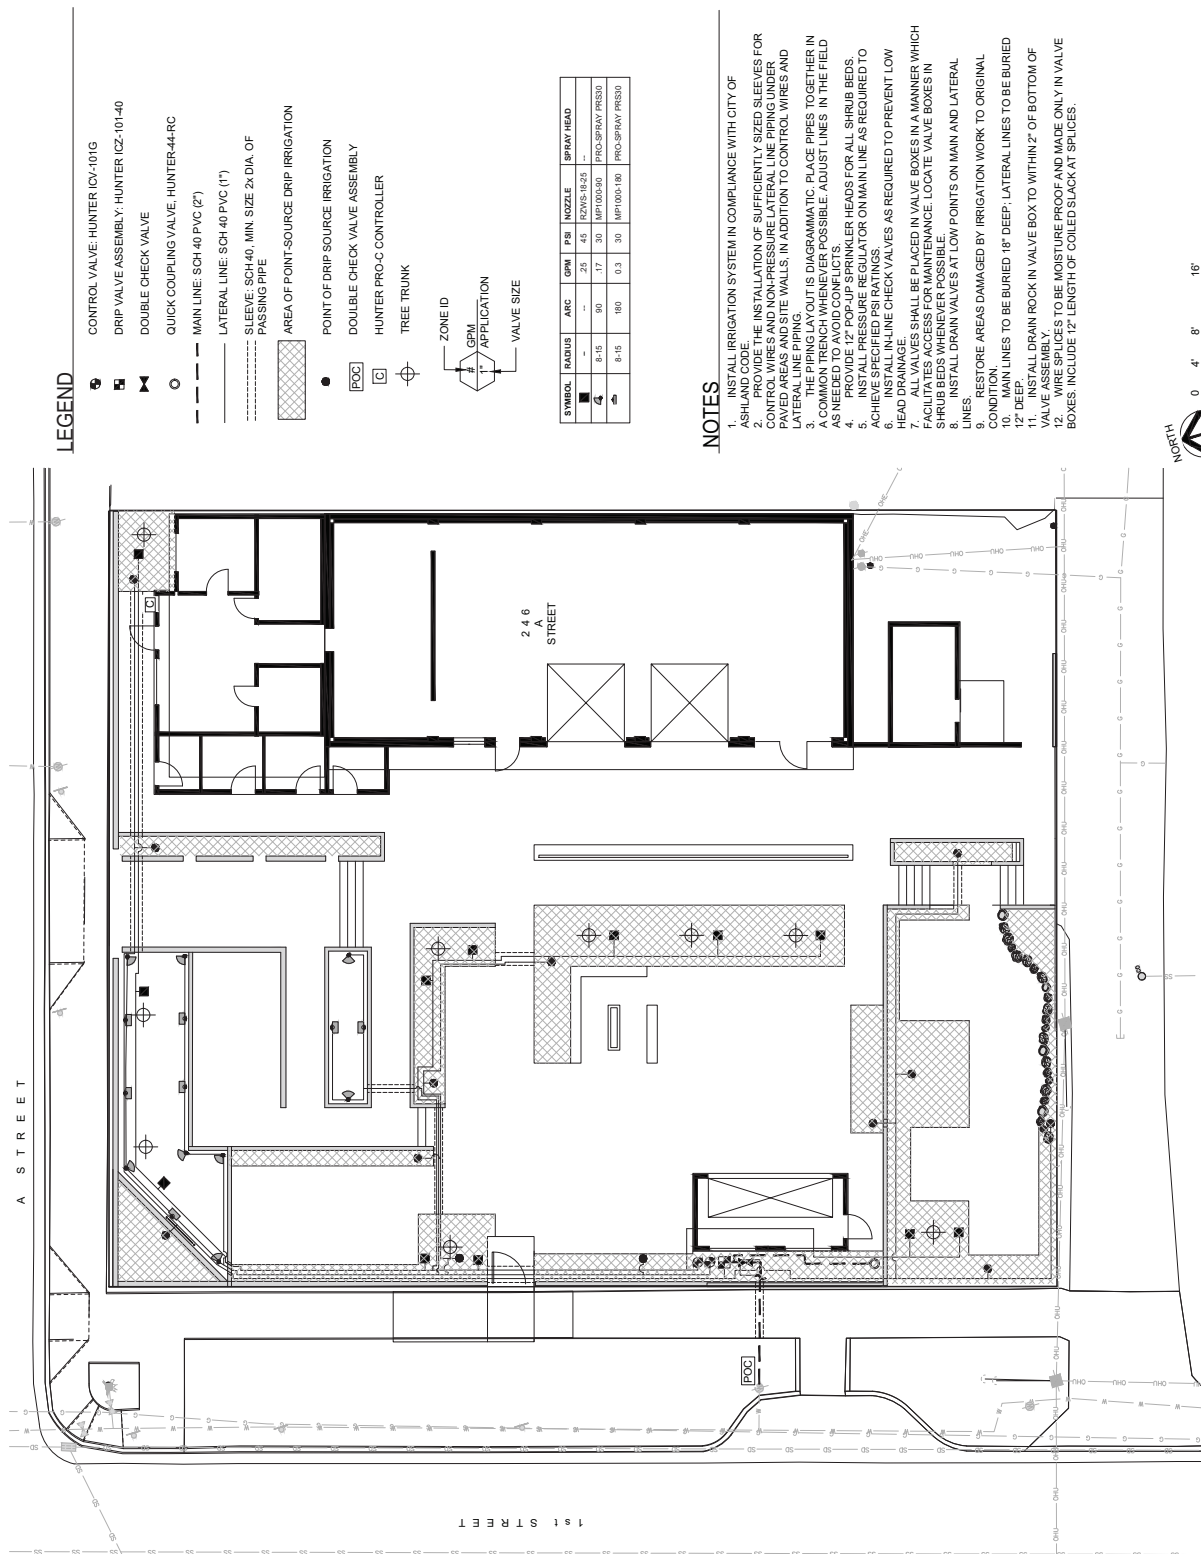 LEGEND
CONTROL VALVE: HUNTER ICV-101G
DRIP VALVE ASSEMBLY: HUNTER ICZ-101-40
DOUBLE CHECK VALVE
QUICK COUPLING VALVE, HUNTER-44-RC
MAIN LINE: SCH 40 PVC (2")
LATERAL LINE: SCH 40 PVC (1")
SLEEVE: SCH 40, MIN. SIZE 2x DIA. OF
PASSING PIPE
AREA OF POINT-SOURCE DRIP IRRIGATION
POINT OF DRIP SOURCE IRRIGATION
POC DOUBLE CHECK VALVE ASSEMBLY
C HUNTER PRO-C CONTROLLER
TREE TRUNK
ZONE ID
# GPM
1" APPLICATION
VALVE SIZE
SYMBOL RADIUS ARC GPM PSI NOZZLE SPRAY HEAD
-- -- .25 45 RZWS-18-25 --
8-15 90 .17 30 MP1000-90 PRO-SPRAY PRS30
8-15 180 0.3 30 MP1000-180 PRO-SPRAY PRS30
NOTES
1. INSTALL IRRIGATION SYSTEM IN COMPLIANCE WITH CITY OF
ASHLAND CODE.
2. PROVIDE THE INSTALLATION OF SUFFICIENTLY SIZED SLEEVES FOR
CONTROL WIRES AND NON-PRESSURE LATERAL LINE PIPING UNDER
PAVED AREAS AND SITE WALLS, IN ADDITION TO CONTROL WIRES AND
LATERAL LINE PIPING.
3. THE PIPING LAYOUT IS DIAGRAMMATIC. PLACE PIPES TOGETHER IN
A COMMON TRENCH WHENEVER POSSIBLE. ADJUST LINES IN THE FIELD
AS NEEDED TO AVOID CONFLICTS.
4. PROVIDE 12" POP-UP SPRINKLER HEADS FOR ALL SHRUB BEDS.
5. INSTALL PRESSURE REGULATOR ON MAIN LINE AS REQUIRED TO
ACHIEVE SPECIFIED PSI RATINGS.
6. INSTALL IN-LINE CHECK VALVES AS REQUIRED TO PREVENT LOW
HEAD DRAINAGE.
7. ALL VALVES SHALL BE PLACED IN VALVE BOXES IN A MANNER WHICH
FACILITATES ACCESS FOR MAINTENANCE. LOCATE VALVE BOXES IN
SHRUB BEDS WHENEVER POSSIBLE.
8. INSTALL DRAIN VALVES AT LOW POINTS ON MAIN AND LATERAL
LINES.
9. RESTORE AREAS DAMAGED BY IRRIGATION WORK TO ORIGINAL
CONDITION.
10. MAIN LINES TO BE BURIED 18" DEEP; LATERAL LINES TO BE BURIED
12" DEEP.
11. INSTALL DRAIN ROCK IN VALVE BOX TO WITHIN 2" OF BOTTOM OF
VALVE ASSEMBLY.
12. WIRE SPLICES TO BE MOISTURE PROOF AND MADE ONLY IN VALVE
BOXES. INCLUDE 12" LENGTH OF COILED SLACK AT SPLICES.
NORTH
0 4' 8' 16'
A STREET
1st STREET
246
A
STREET
C
POC